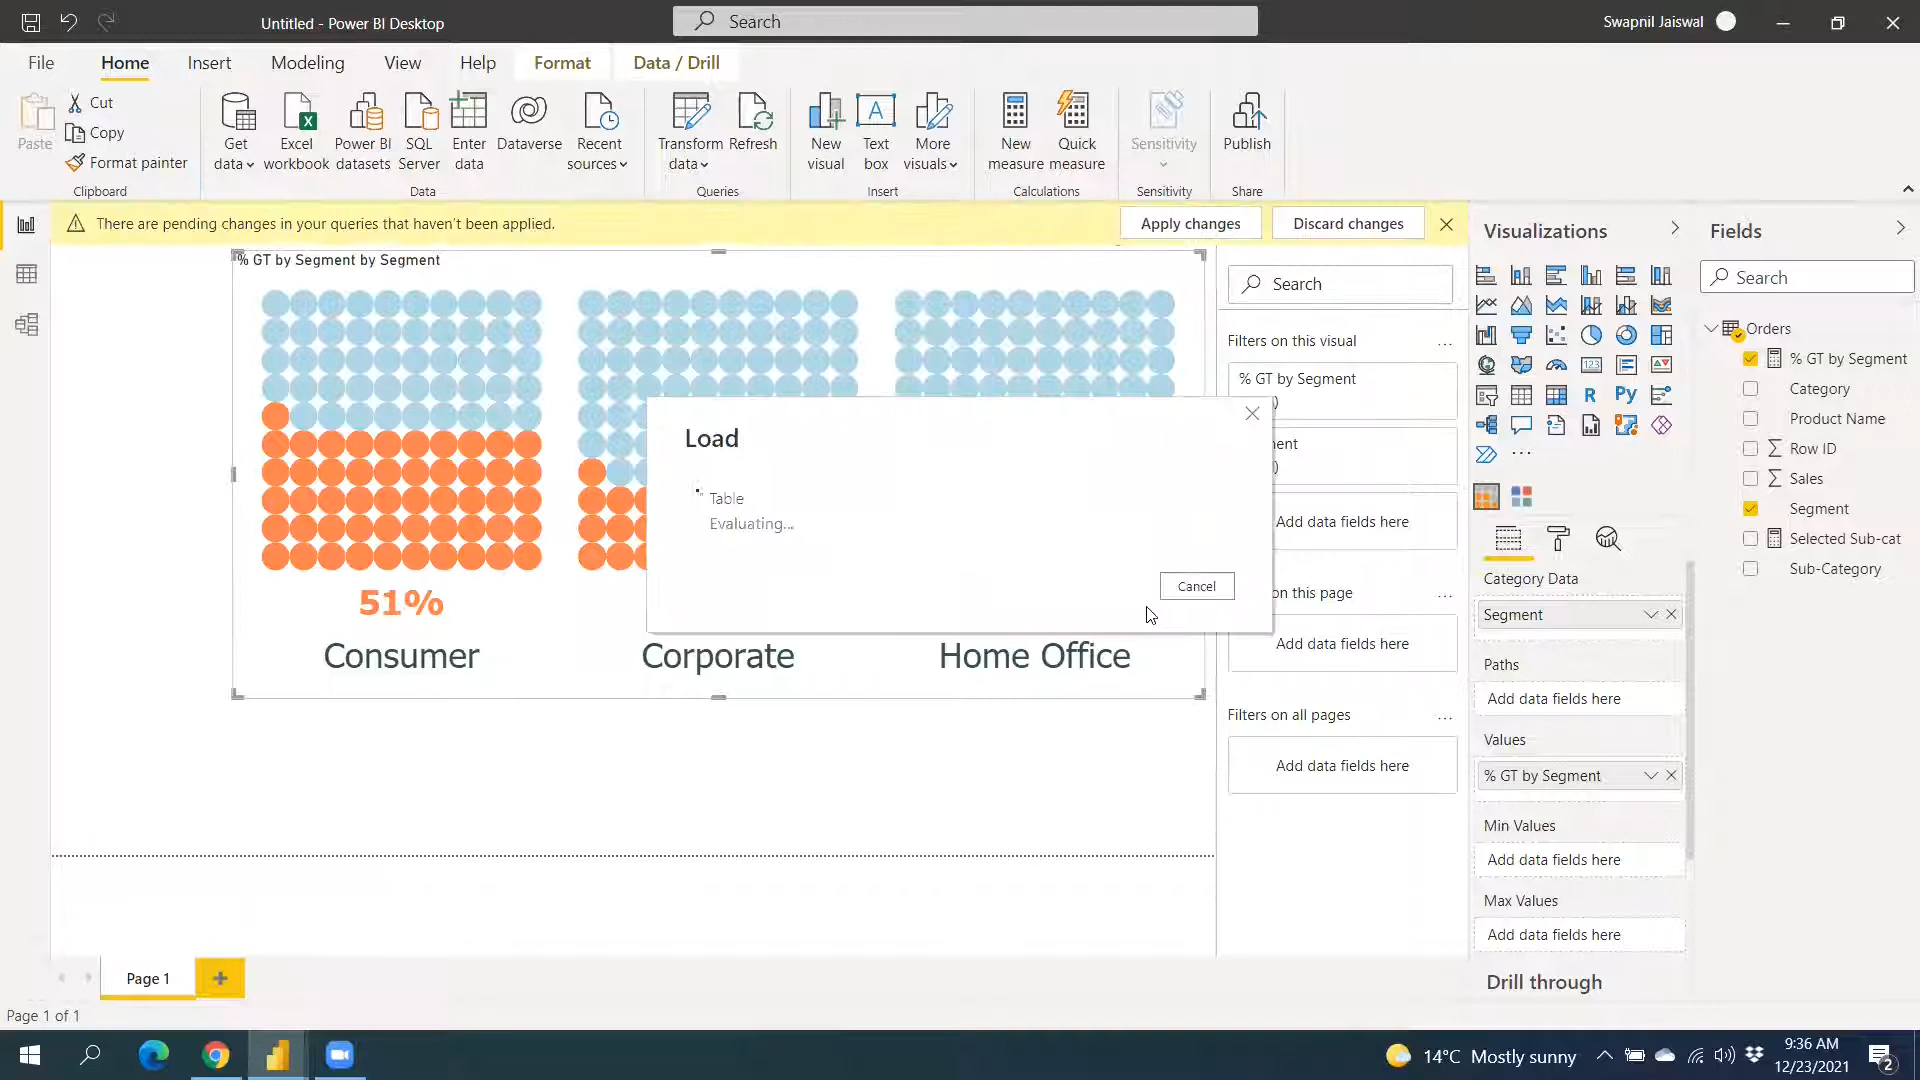 Untitled - Power BI Desktop
Search
Swapnil Jaiswal
File
Home
Insert
Modeling
View
Help
Format
Data / Drill
Paste
Cut
Copy
Format painter
Clipboard
Get data
Excel workbook
Power BI datasets
SQL Server
Enter data
Dataverse
Recent sources
Data
Transform data
Refresh
Queries
New visual
Text box
More visuals
Insert
New measure
Quick measure
Calculations
Sensitivity
Sensitivity
Publish
Share
There are pending changes in your queries that haven't been applied.
Apply changes
Discard changes
% GT by Segment by Segment
51%
Consumer
Corporate
Home Office
Load
Table
Evaluating...
Cancel
Search
Filters on this visual
...
% GT by Segment
)
ment
)
Add data fields here
on this page
...
Add data fields here
Filters on all pages
...
Add data fields here
Visualizations
R
Py
...
Category Data
Segment
Paths
Add data fields here
Values
% GT by Segment
Min Values
Add data fields here
Max Values
Add data fields here
Drill through
Fields
Search
Orders
% GT by Segment
Category
Product Name
Row ID
Sales
Segment
Selected Sub-cat
Sub-Category
Page 1
Page 1 of 1
14°C Mostly sunny
9:36 AM
12/23/2021
2